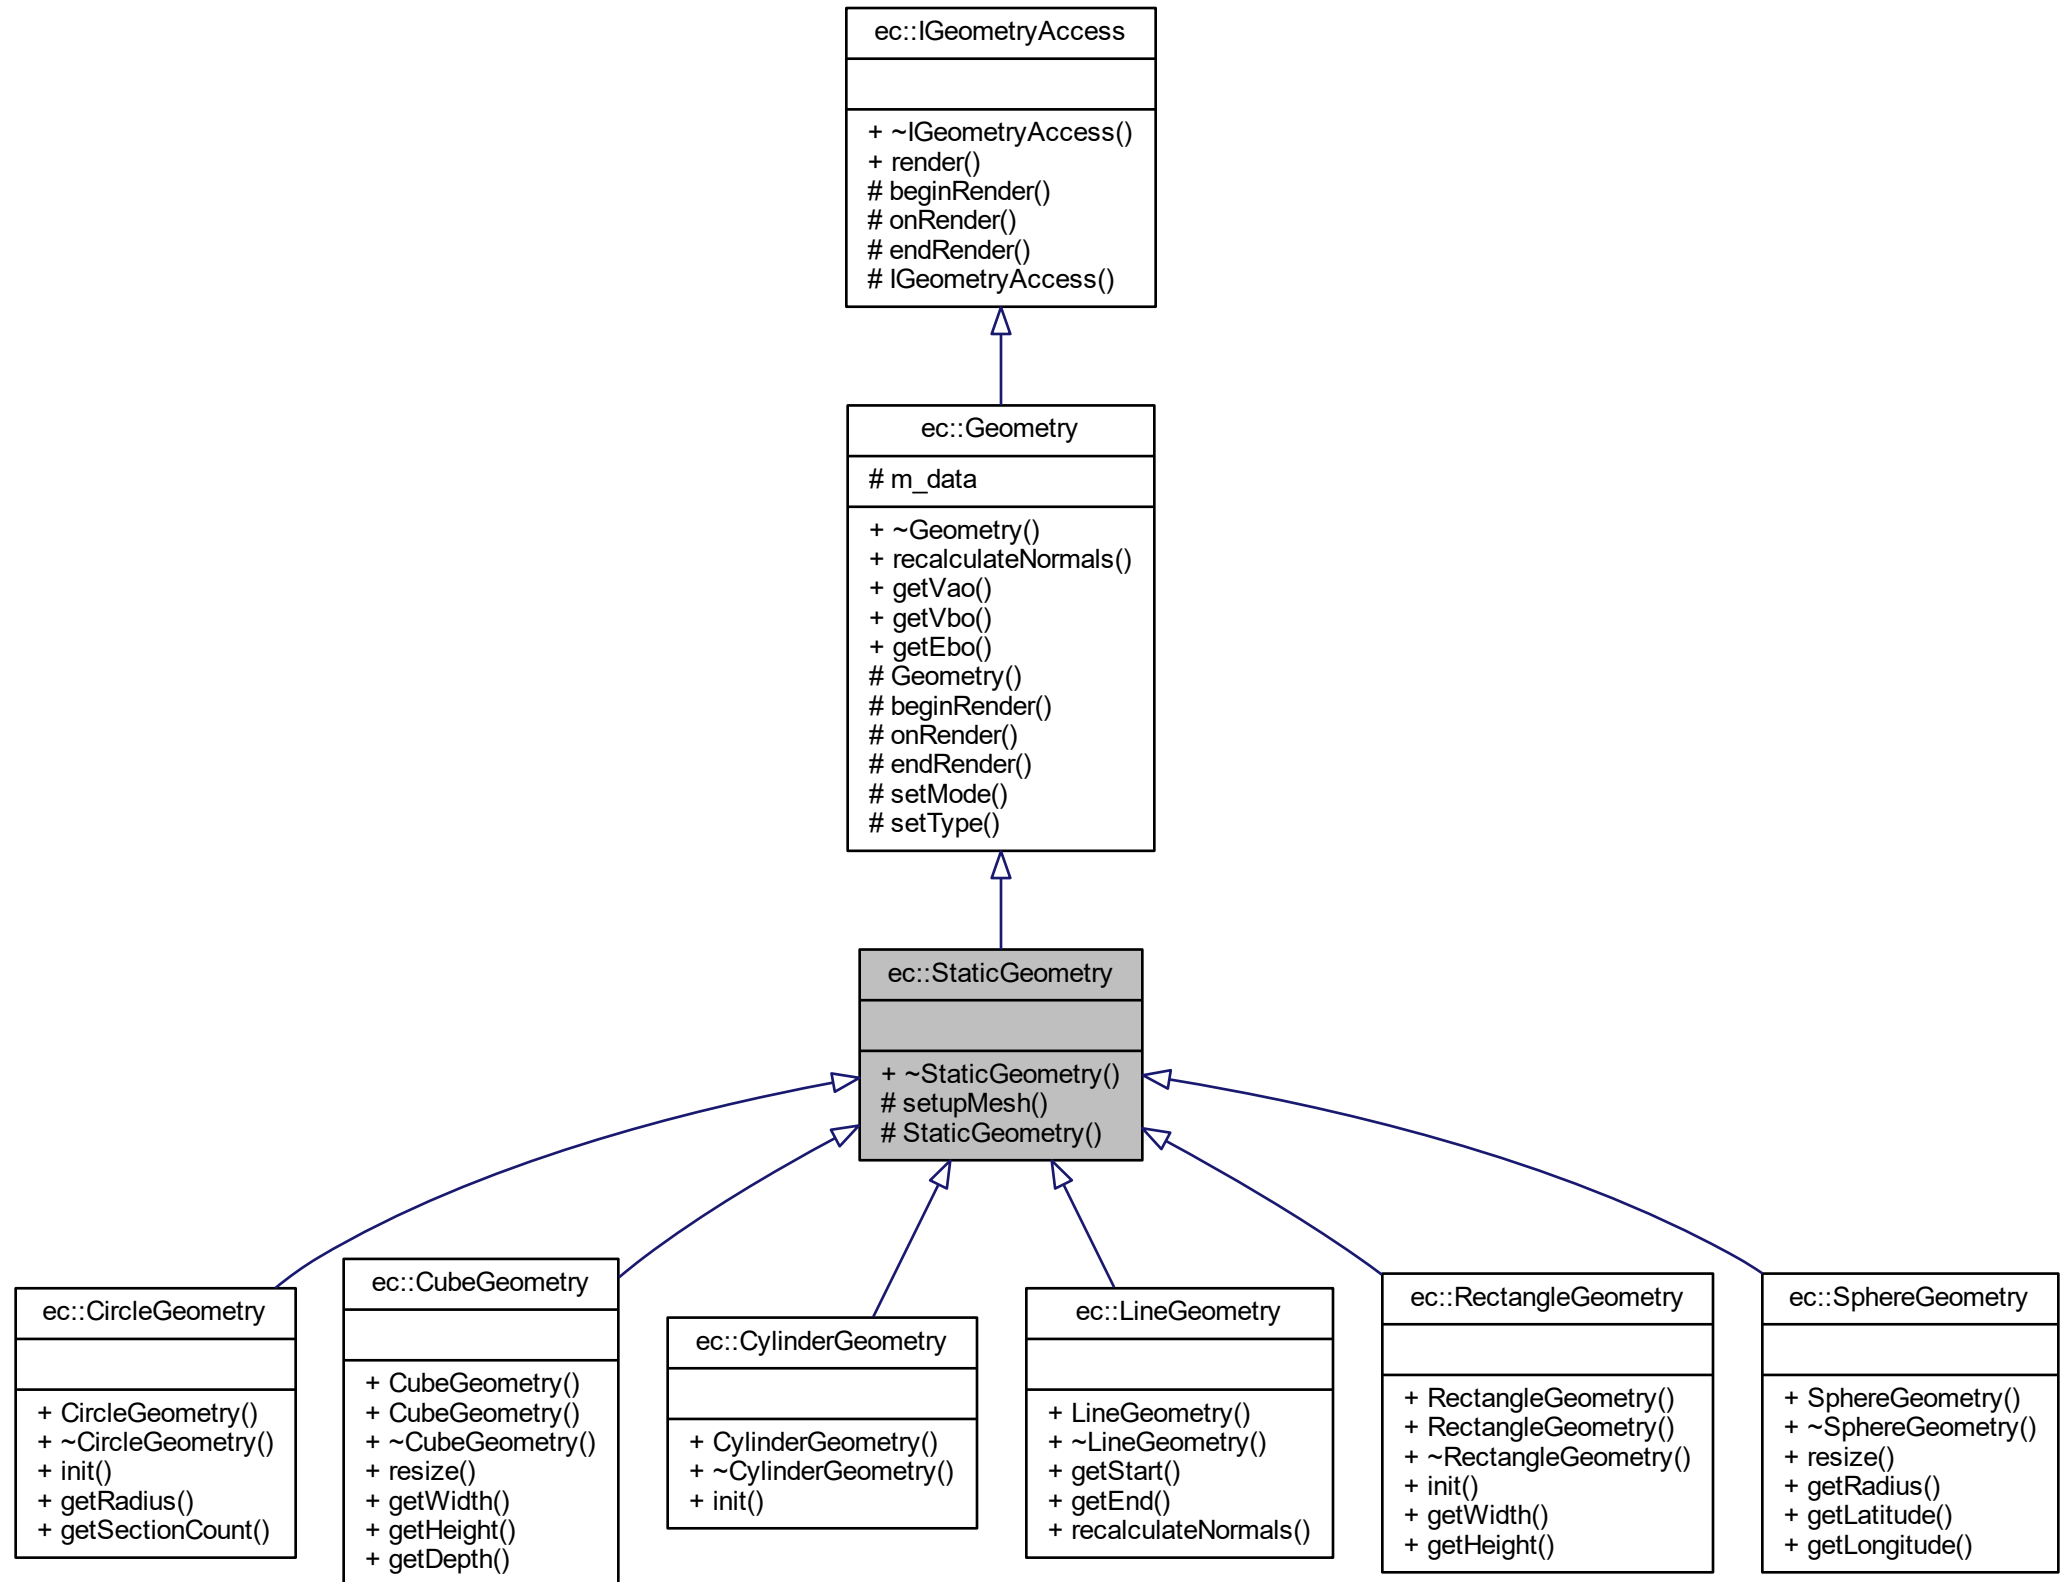 ec::IGeometryAccess
+ ~IGeometryAccess()
+ render()
# beginRender()
# onRender()
# endRender()
# IGeometryAccess()
ec::Geometry
# m_data
+ ~Geometry()
+ recalculateNormals()
+ getVao()
+ getVbo()
+ getEbo()
# Geometry()
# beginRender()
# onRender()
# endRender()
# setMode()
# setType()
ec::StaticGeometry
+ ~StaticGeometry()
# setupMesh()
# StaticGeometry()
ec::CircleGeometry
+ CircleGeometry()
+ ~CircleGeometry()
+ init()
+ getRadius()
+ getSectionCount()
ec::CubeGeometry
+ CubeGeometry()
+ CubeGeometry()
+ ~CubeGeometry()
+ resize()
+ getWidth()
+ getHeight()
+ getDepth()
ec::CylinderGeometry
+ CylinderGeometry()
+ ~CylinderGeometry()
+ init()
ec::LineGeometry
+ LineGeometry()
+ ~LineGeometry()
+ getStart()
+ getEnd()
+ recalculateNormals()
ec::RectangleGeometry
+ RectangleGeometry()
+ RectangleGeometry()
+ ~RectangleGeometry()
+ init()
+ getWidth()
+ getHeight()
ec::SphereGeometry
+ SphereGeometry()
+ ~SphereGeometry()
+ resize()
+ getRadius()
+ getLatitude()
+ getLongitude()